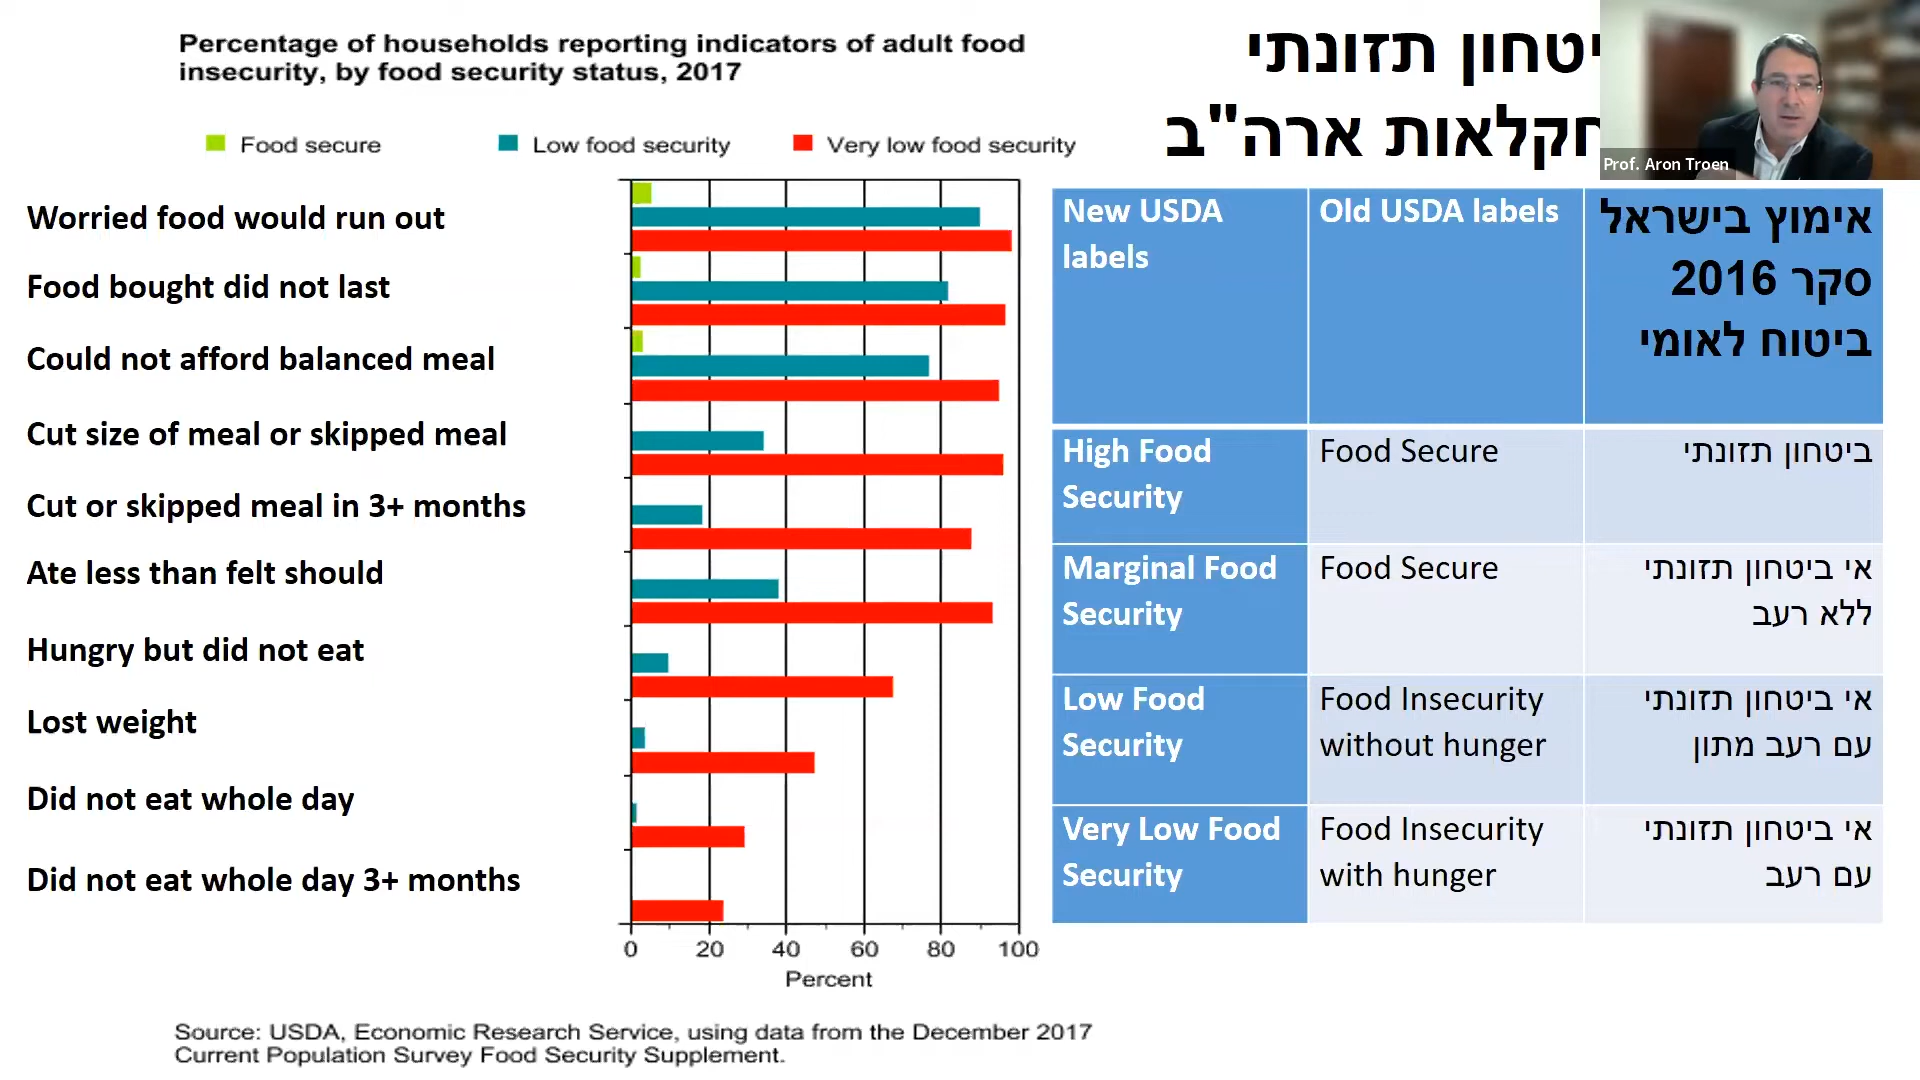 Percentage of households reporting indicators of adult food
insecurity, by food security status, 2017
Food secure
Low food security
Very low food security
Worried food would run out
Food bought did not last
Could not afford balanced meal
Cut size of meal or skipped meal
Cut or skipped meal in 3+ months
Ate less than felt should
Hungry but did not eat
Lost weight
Did not eat whole day
Did not eat whole day 3+ months
0 20 40 60 80 100
Percent
Source: USDA, Economic Research Service, using data from the December 2017
Current Population Survey Food Security Supplement.
תזונתי
ארה"ב
Prof. Aron Troen
New USDA
labels
Old USDA labels
אימוץ בישראל
סקר 2016
ביטוח לאומי
High Food
Security
Food Secure
ביטחון תזונתי
Marginal Food
Security
Food Secure
אי ביטחון תזונתי
ללא רעב
Low Food
Security
Food Insecurity
without hunger
אי ביטחון תזונתי
עם רעב מתון
Very Low Food
Security
Food Insecurity
with hunger
אי ביטחון תזונתי
עם רעב